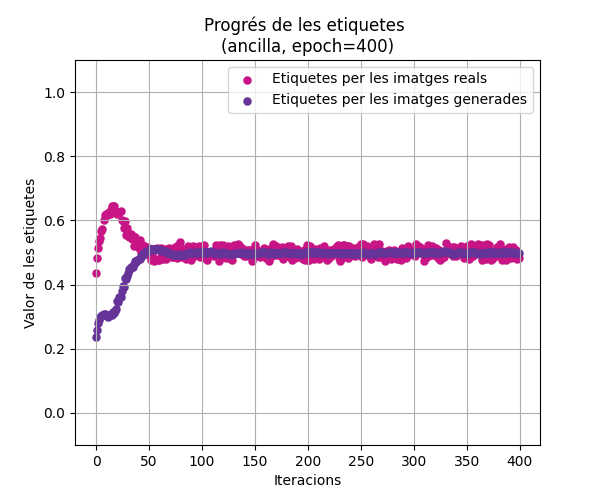 Progrés de les etiquetes
(ancilla, epoch=400)
Etiquetes per les imatges reals
Etiquetes per les imatges generades
Valor de les etiquetes
1.0
0.8
0.6
0.4
0.2
0.0
0 50 100 150 200 250 300 350 400
Iteracions